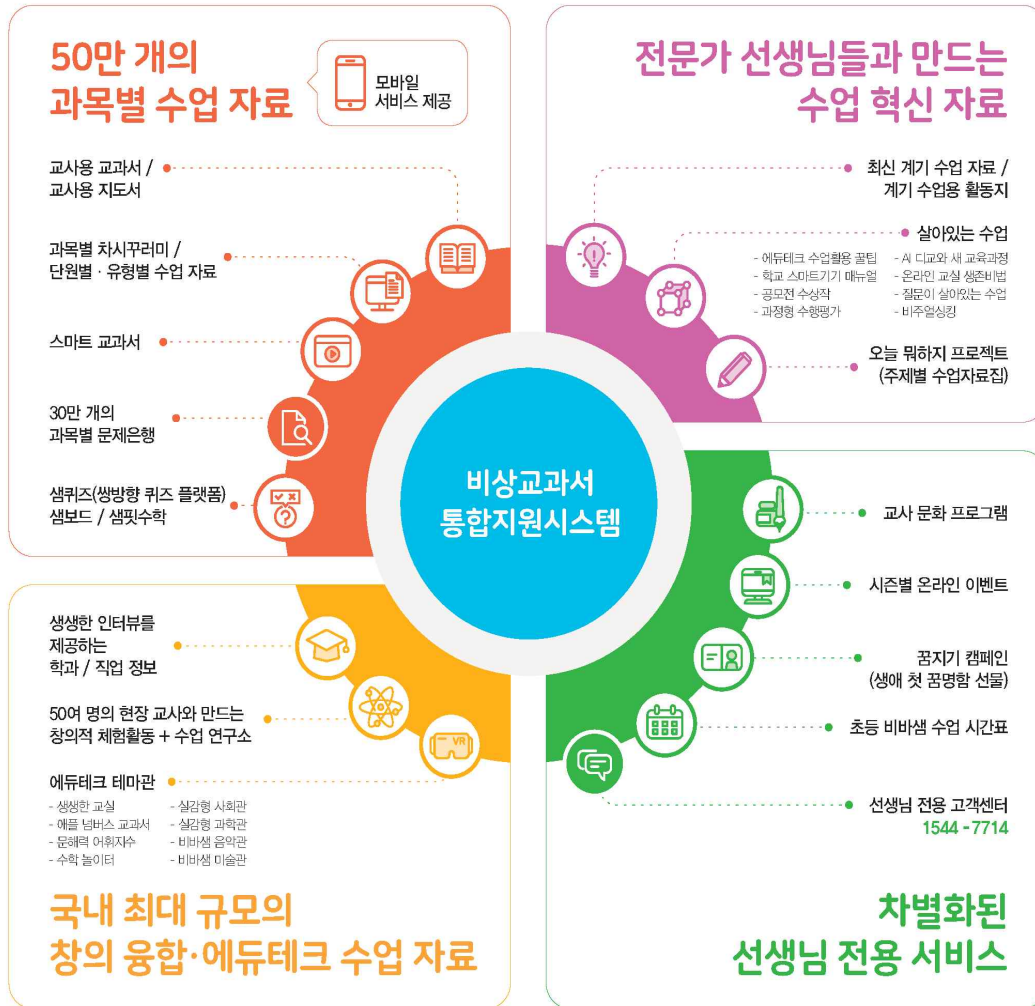 50만 개의
과목별 수업 자료
모바일
서비스 제공
교사용 교과서 /
교사용 지도서
과목별 차시꾸러미 /
단원별 · 유형별 수업 자료
스마트 교과서
30만 개의
과목별 문제은행
샘퀴즈(쌍방향 퀴즈 플랫폼)
샘보드 / 샘핏수학
전문가 선생님들과 만드는
수업 혁신 자료
최신 계기 수업 자료 /
계기 수업용 활동지
살아있는 수업
- 에듀테크 수업활용 꿀팁
- 학교 스마트기기 매뉴얼
- 공모전 수상작
- 과정형 수행평가
- AI 디교와 새 교육과정
- 온라인 교실 생존비법
- 질문이 살아있는 수업
- 비주얼씽킹
오늘 뭐하지 프로젝트
(주제별 수업자료집)
비상교과서
통합지원시스템
생생한 인터뷰를
제공하는
학과 / 직업 정보
50여 명의 현장 교사와 만드는
창의적 체험활동 + 수업 연구소
VR
에듀테크 테마관
- 생생한 교실
- 애플 넘버스 교과서
- 문해력 어휘자수
- 수학 놀이터
- 실감형 사회관
- 실감형 과학관
- 비바샘 음악관
- 비바샘 미술관
국내 최대 규모의
창의 융합·에듀테크 수업 자료
교사 문화 프로그램
시즌별 온라인 이벤트
꿈지기 캠페인
(생애 첫 꿈명함 선물)
초등 비바샘 수업 시간표
선생님 전용 고객센터
1544 - 7714
차별화된
선생님 전용 서비스